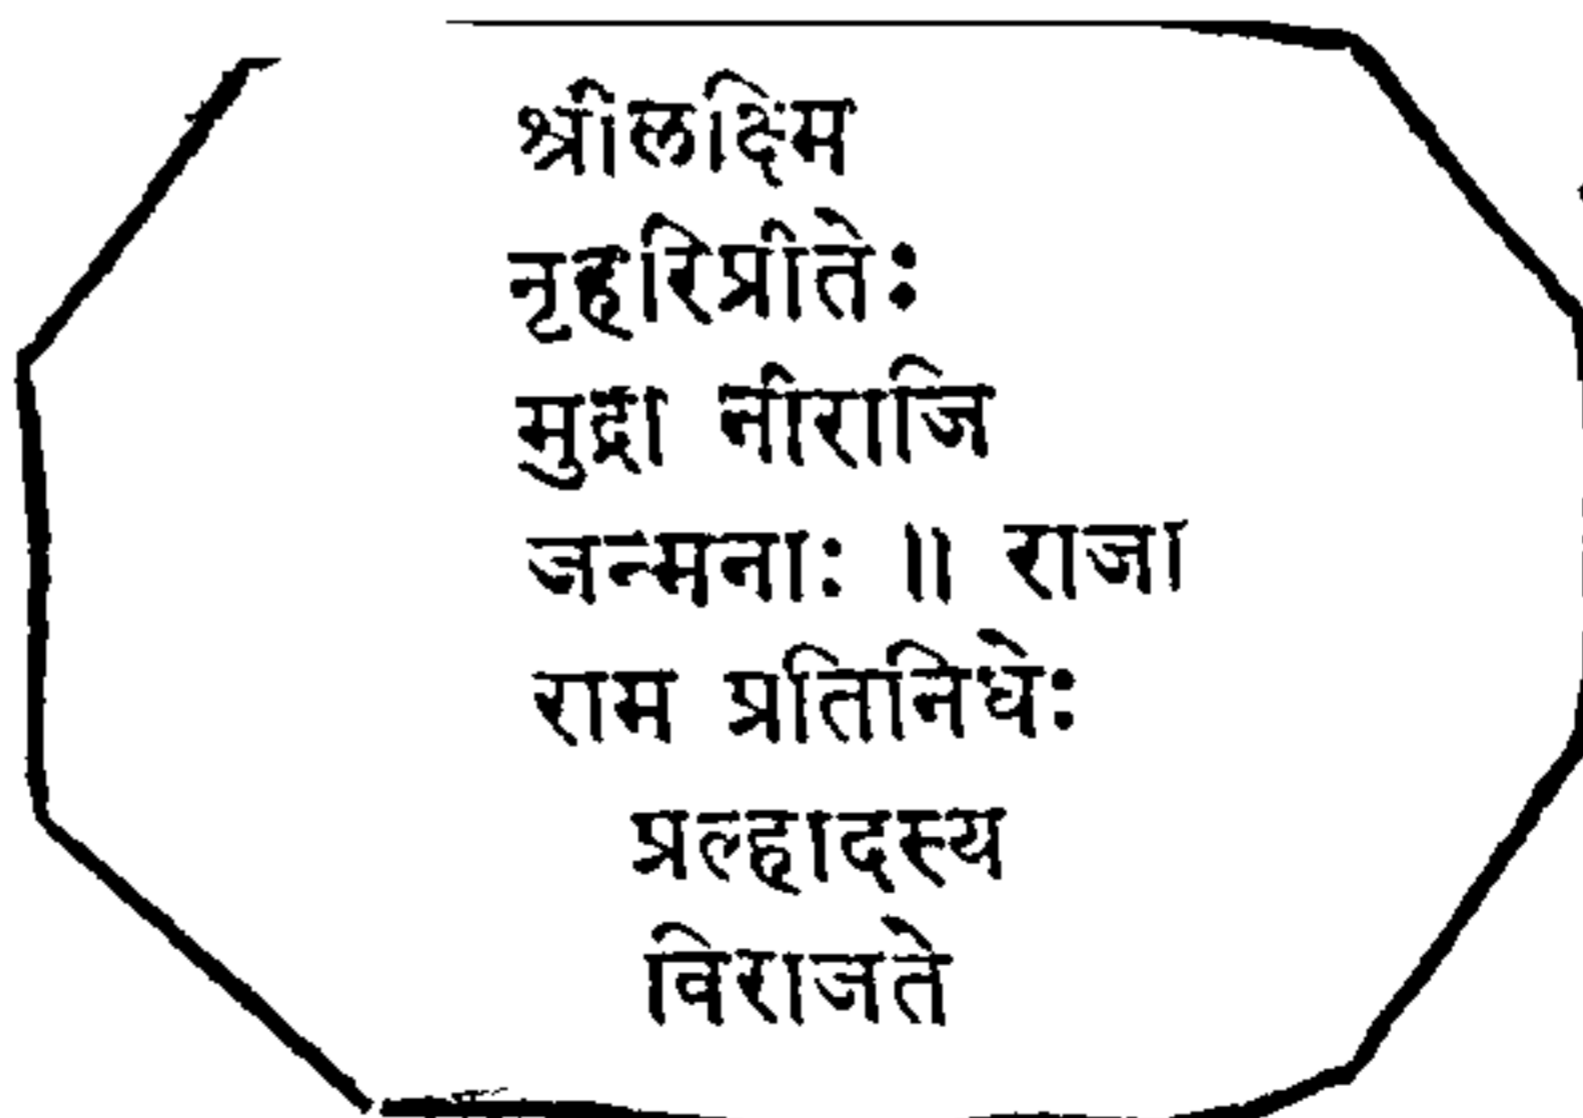 श्रीलक्ष्मि
नृहरिप्रीतेः
मुद्रा नीराजि
जन्मनाः ॥ राजा
राम प्रतिनिधेः
प्रल्हादस्य
विराजते